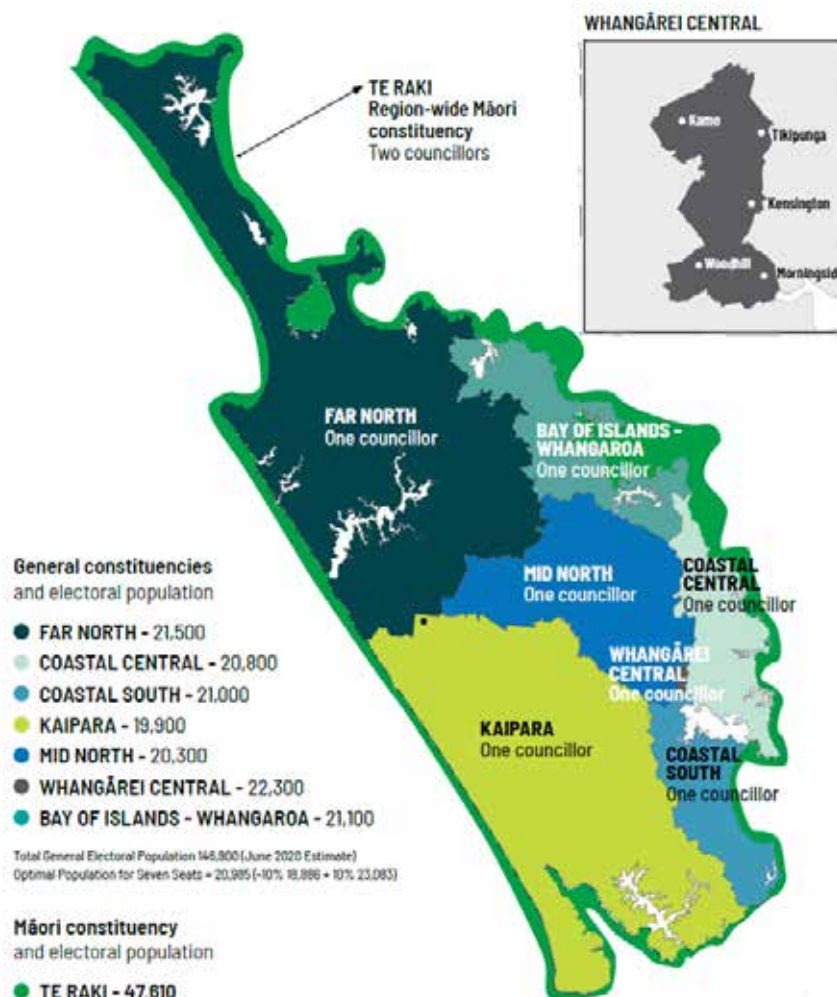 WHANGĀREI CENTRAL
Kamo
Tikipunga
Kensington
Woodhill
Morningsid
TE RAKI
Region-wide Māori
constituency
Two councillors
FAR NORTH
One councillor
BAY OF ISLANDS -
WHANGAROA
One councillor
MID NORTH
One councillor
COASTAL
CENTRAL
One councillor
WHANGĀREI
CENTRAL
One councillor
KAIPARA
One councillor
COASTAL
SOUTH
One councillor
General constituencies
and electoral population
FAR NORTH - 21,500
COASTAL CENTRAL - 20,800
COASTAL SOUTH - 21,000
KAIPARA - 19,900
MID NORTH - 20,300
WHANGĀREI CENTRAL - 22,300
BAY OF ISLANDS - WHANGAROA - 21,100
Total General Electoral Population 146,900 (June 2020 Estimate)
Optimal Population for Seven Seats = 20,985 (-10% 18,886 + 10% 23,083)
Māori constituency
and electoral population
TE RAKI - 47,610